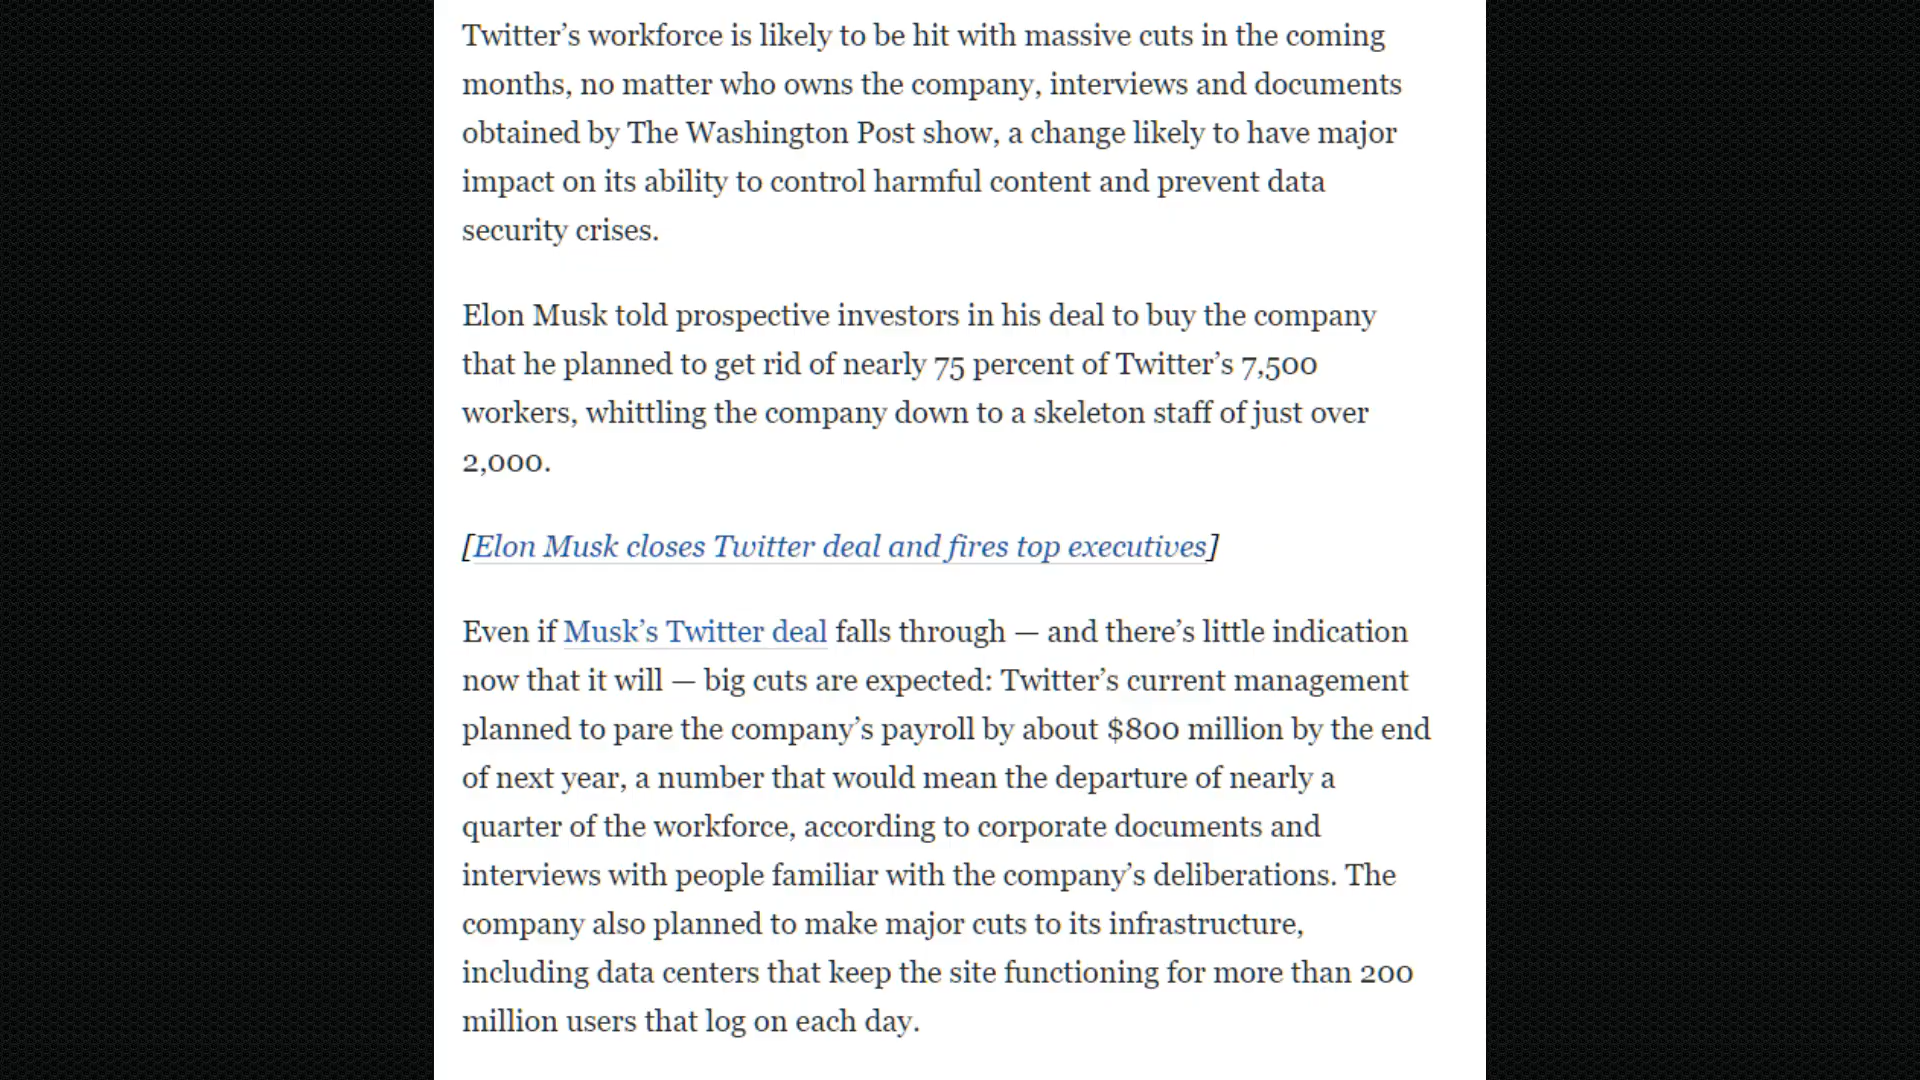 Twitter’s workforce is likely to be hit with massive cuts in the coming
months, no matter who owns the company, interviews and documents
obtained by The Washington Post show, a change likely to have major
impact on its ability to control harmful content and prevent data
security crises.
Elon Musk told prospective investors in his deal to buy the company
that he planned to get rid of nearly 75 percent of Twitter’s 7,500
workers, whittling the company down to a skeleton staff of just over
2,000.
[Elon Musk closes Twitter deal and fires top executives]
Even if Musk’s Twitter deal falls through — and there’s little indication
now that it will — big cuts are expected: Twitter’s current management
planned to pare the company’s payroll by about $800 million by the end
of next year, a number that would mean the departure of nearly a
quarter of the workforce, according to corporate documents and
interviews with people familiar with the company’s deliberations. The
company also planned to make major cuts to its infrastructure,
including data centers that keep the site functioning for more than 200
million users that log on each day.